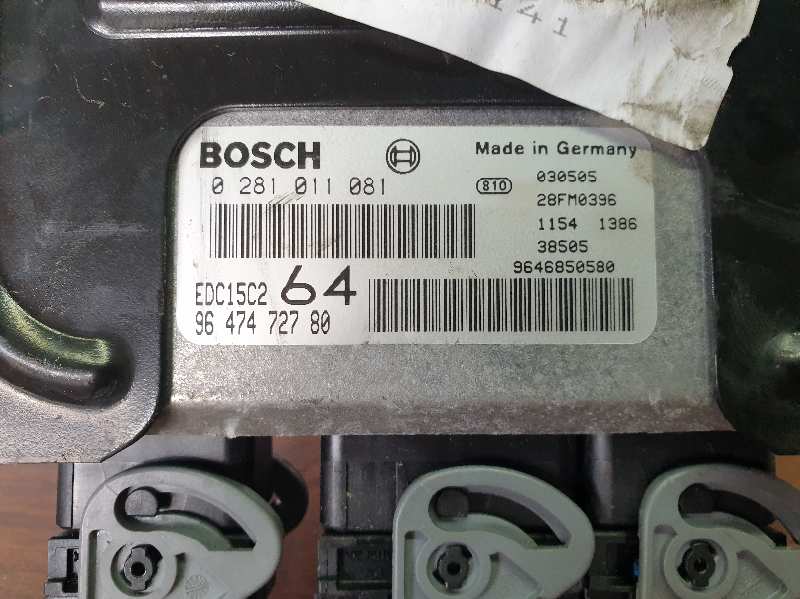 141
BOSCH
Made in Germany
0 281 011 081
810
030505
28FM0396
1154 1386
38505
9646850580
EDC15C2 64
96 474 727 80